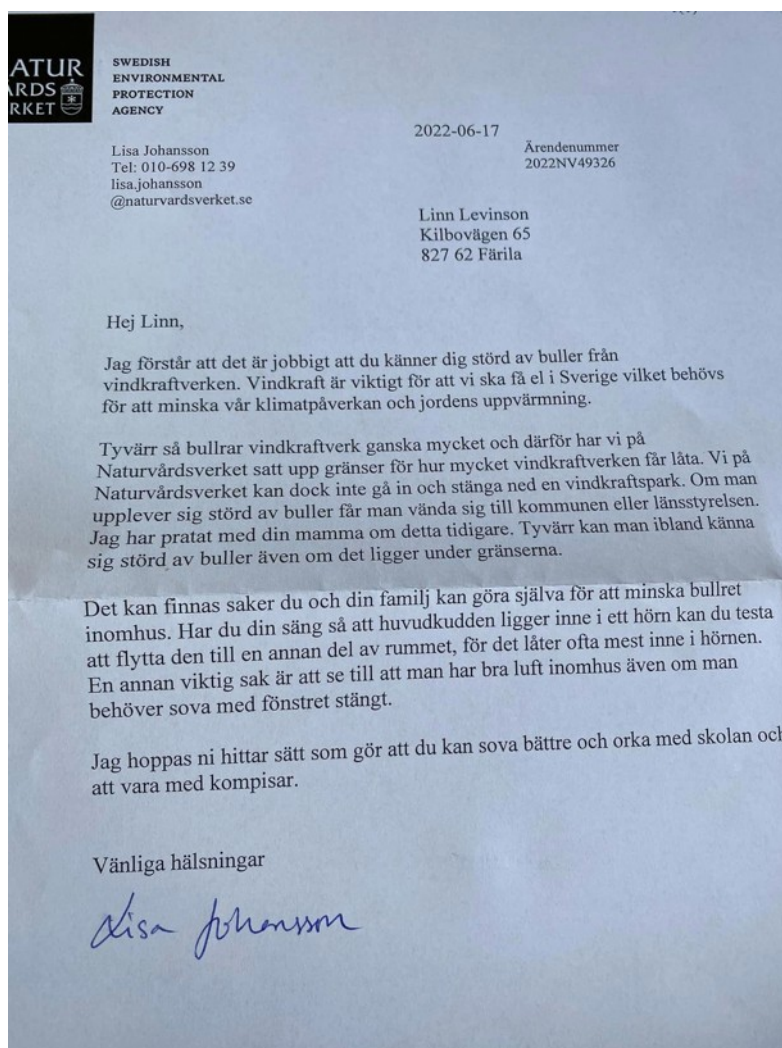 ATUR
RDS
RKET
SWEDISH
ENVIRONMENTAL
PROTECTION
AGENCY
2022-06-17
Lisa Johansson
Tel: 010-698 12 39
lisa.johansson
@naturvardsverket.se
Ärendenummer
2022NV49326
Linn Levinson
Kilbovägen 65
827 62 Färila
Hej Linn,
Jag förstår att det är jobbigt att du känner dig störd av buller från
vindkraftverken. Vindkraft är viktigt för att vi ska få el i Sverige vilket behövs
för att minska vår klimatpåverkan och jordens uppvärmning.
Tyvärr så bullrar vindkraftverk ganska mycket och därför har vi på
Naturvårdsverket satt upp gränser för hur mycket vindkraftverken får låta. Vi på
Naturvårdsverket kan dock inte gå in och stänga ned en vindkraftspark. Om man
upplever sig störd av buller får man vända sig till kommunen eller länsstyrelsen.
Jag har pratat med din mamma om detta tidigare. Tyvärr kan man ibland känna
sig störd av buller även om det ligger under gränserna.
Det kan finnas saker du och din familj kan göra själva för att minska bullret
inomhus. Har du din säng så att huvudkudden ligger inne i ett hörn kan du testa
att flytta den till en annan del av rummet, för det låter ofta mest inne i hörnen.
En annan viktig sak är att se till att man har bra luft inomhus även om man
behöver sova med fönstret stängt.
Jag hoppas ni hittar sätt som gör att du kan sova bättre och orka med skolan och
att vara med kompisar.
Vänliga hälsningar
Lisa Johansson